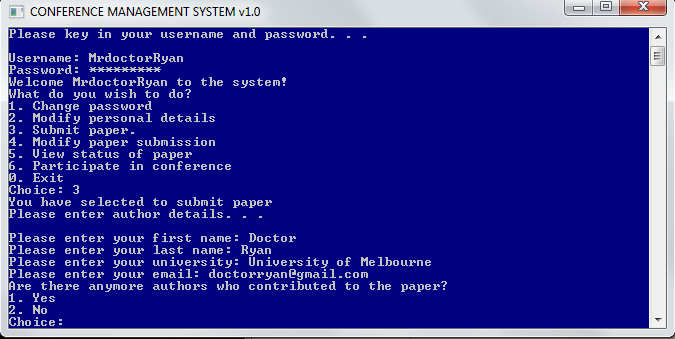 CONFERENCE MANAGEMENT SYSTEM v1.0
Please key in your username and password. . .
Username: MrdoctorRyan
Password: *********
Welcome MrdoctorRyan to the system!
What do you wish to do?
1. Change password
2. Modify personal details
3. Submit paper.
4. Modify paper submission
5. View status of paper
6. Participate in conference
0. Exit
Choice: 3
You have selected to submit paper
Please enter author details. . .
Please enter your first name: Doctor
Please enter your last name: Ryan
Please enter your university: University of Melbourne
Please enter your email: doctorryan@gmail.com
Are there anymore authors who contributed to the paper?
1. Yes
2. No
Choice: